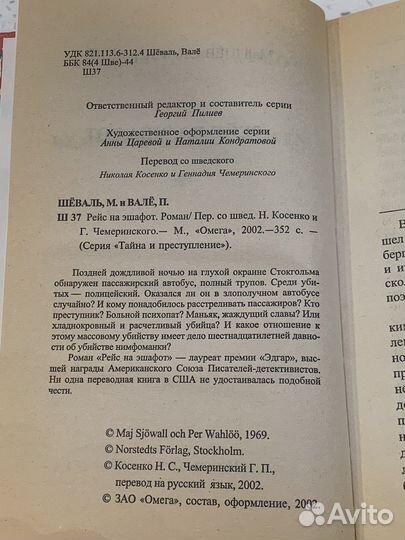 УДК 821.113.6-312.4 Шёваль, Валё
ББК 84(4 Шве)-44
Ш37
Ответственный редактор и составитель серии
Георгий Пилиев
Художественное оформление серии
Анны Царевой и Наталии Кондратовой
Перевод со шведского
Николая Косенко и Геннадия Чемеринского
ШЁВАЛЬ, М. и ВАЛЁ, П.
Ш 37 Рейс на эшафот. Роман/ Пер. со швед. Н. Косенко и
Г. Чемеринского.— М., «Омега», 2002.—352 с. —
(Серия «Тайна и преступление»).
Поздней дождливой ночью на глухой окраине Стокгольма
обнаружен пассажирский автобус, полный трупов. Среди уби-
тых — полицейский. Оказался ли он в злополучном автобусе
случайно? И кому понадобилось расстреливать пассажиров? Кто
преступник? Больной психопат? Маньяк, жаждущий славы? Или
хладнокровный и расчетливый убийца? И какое отношение к
этому массовому убийству имеет дело шестнадцатилетней давно-
сти об убийстве нимфоманки?
Роман «Рейс на эшафот» — лауреат премии «Эдгар», выс-
шей награды Американского Союза Писателей-детективистов.
Ни одна переводная книга в США не удостаивалась подобной
чести.
© Maj Sjöwall och Per Wahlöö, 1969.
© Norstedts Förlag, Stockholm.
© Косенко Н. С., Чемеринский Г. П.,
перевод на русский язык, 2002.
© ЗАО «Омега», состав, оформление, 2002.
Avito